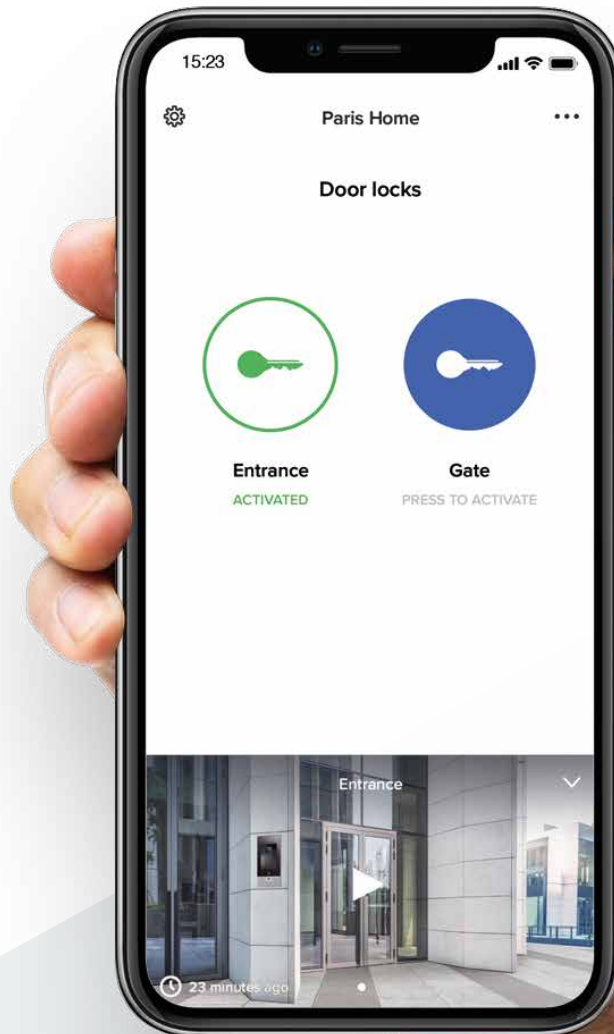 15:23
Paris Home
Door locks
Entrance
Gate
ACTIVATED
PRESS TO ACTIVATE
Entrance
23 minutes ago